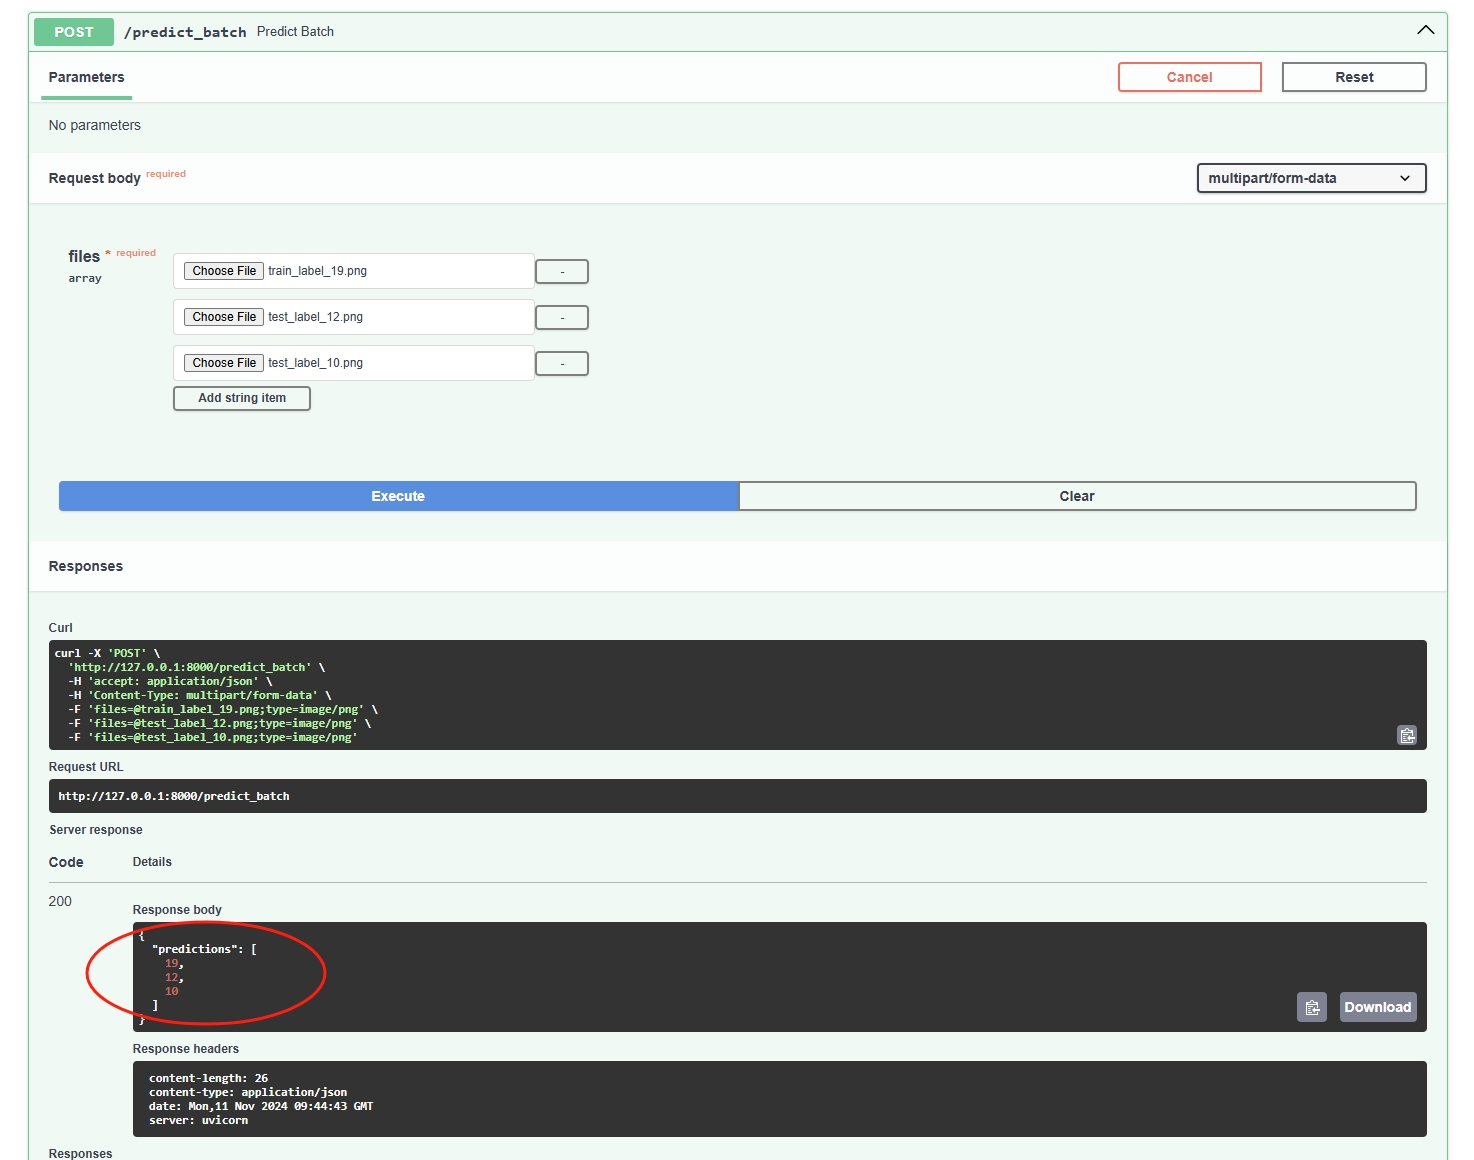 POST /predict_batch Predict Batch
Parameters
Cancel
Reset
No parameters
Request body required
multipart/form-data
files * required
array
Choose File train_label_19.png
-
Choose File test_label_12.png
-
Choose File test_label_10.png
-
Add string item
Execute
Clear
Responses
Curl
curl -X 'POST' \
'http://127.0.0.1:8000/predict_batch' \
-H 'accept: application/json' \
-H 'Content-Type: multipart/form-data' \
-F 'files=@train_label_19.png;type=image/png' \
-F 'files=@test_label_12.png;type=image/png' \
-F 'files=@test_label_10.png;type=image/png'
Request URL
http://127.0.0.1:8000/predict_batch
Server response
Code Details
200
Response body
{
"predictions": [
19,
12,
10
]
}
Download
Response headers
content-length: 26
content-type: application/json
date: Mon,11 Nov 2024 09:44:43 GMT
server: uvicorn
Responses